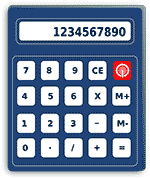 1234567890
7 8 9 CE
4 5 6 X M+
1 2 3 - M-
0 · / + =